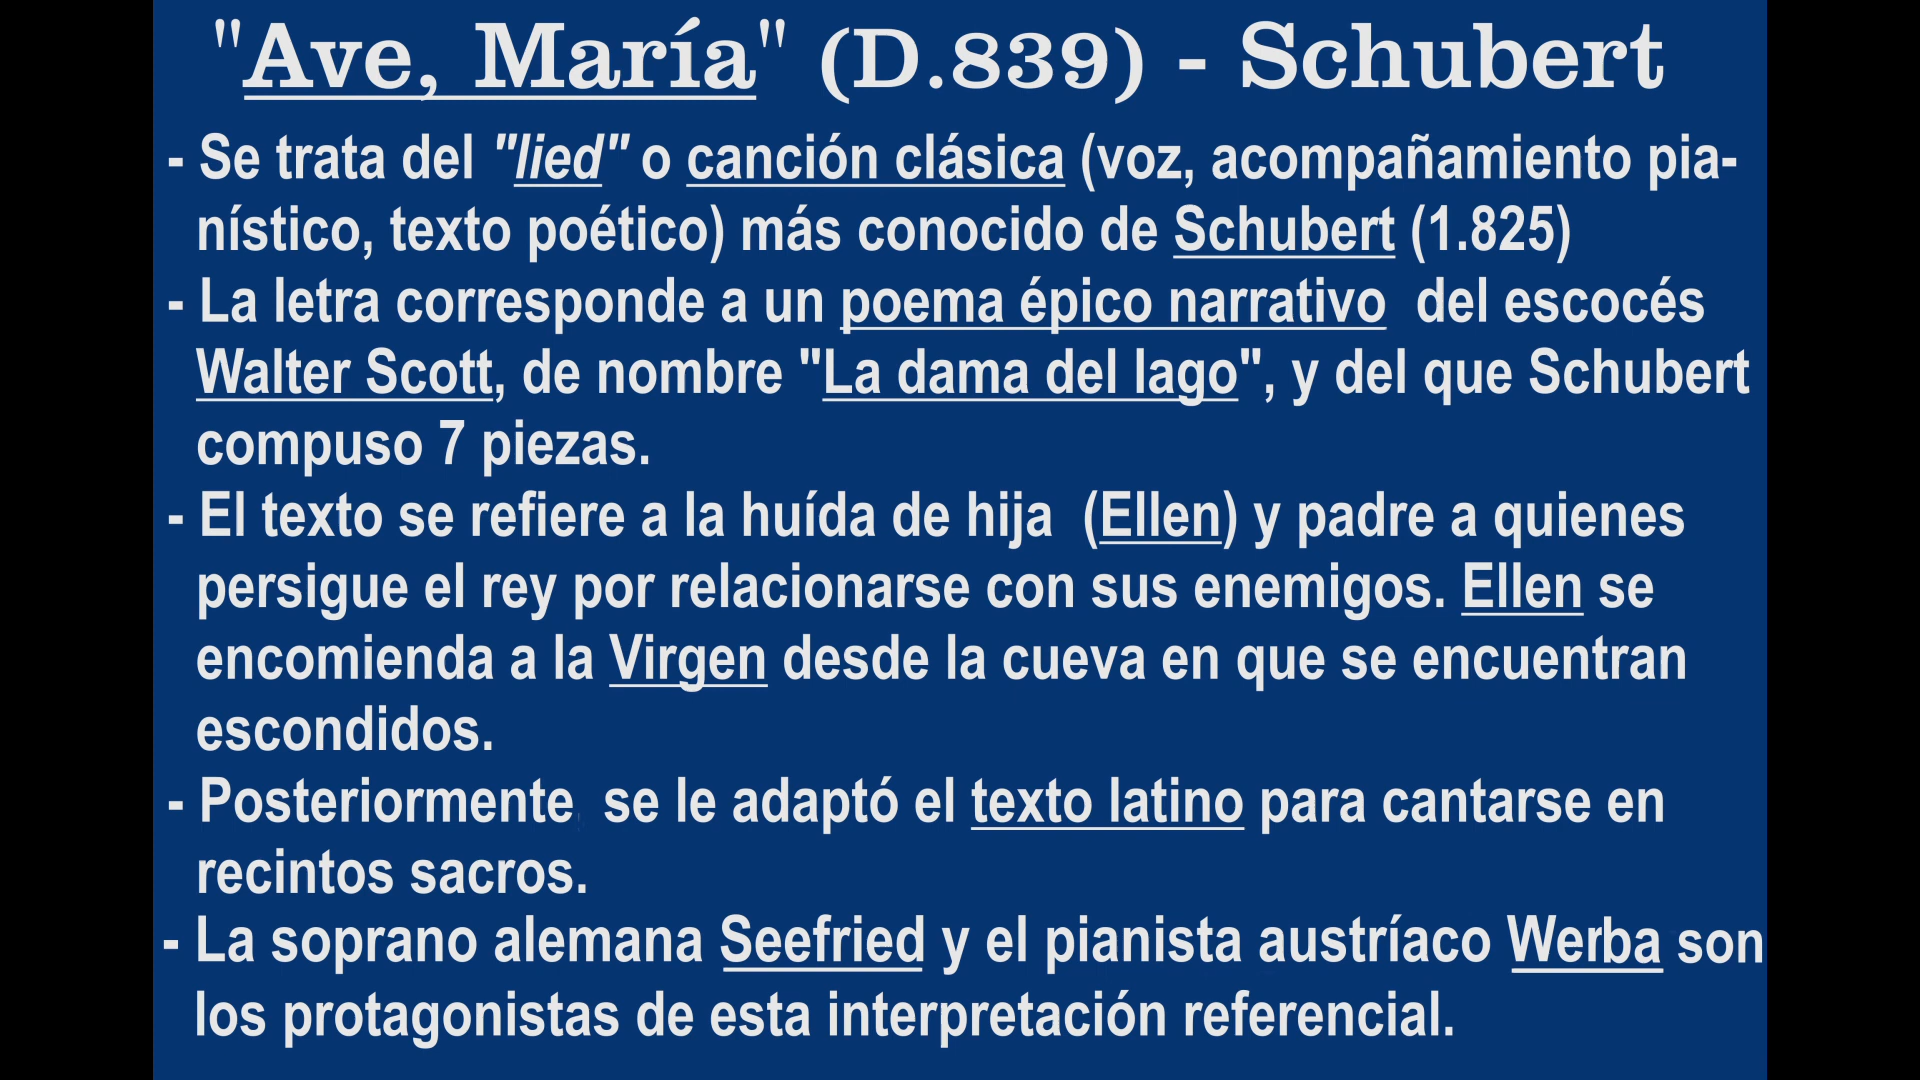 "Ave, María" (D.839) - Schubert
- Se trata del "lied" o canción clásica (voz, acompañamiento pia-
nístico, texto poético) más conocido de Schubert (1.825)
- La letra corresponde a un poema épico narrativo del escocés
Walter Scott, de nombre "La dama del lago", y del que Schubert
compuso 7 piezas.
- El texto se refiere a la huída de hija (Ellen) y padre a quienes
persigue el rey por relacionarse con sus enemigos. Ellen se
encomienda a la Virgen desde la cueva en que se encuentran
escondidos.
- Posteriormente se le adaptó el texto latino para cantarse en
recintos sacros.
- La soprano alemana Seefried y el pianista austríaco Werba son
los protagonistas de esta interpretación referencial.